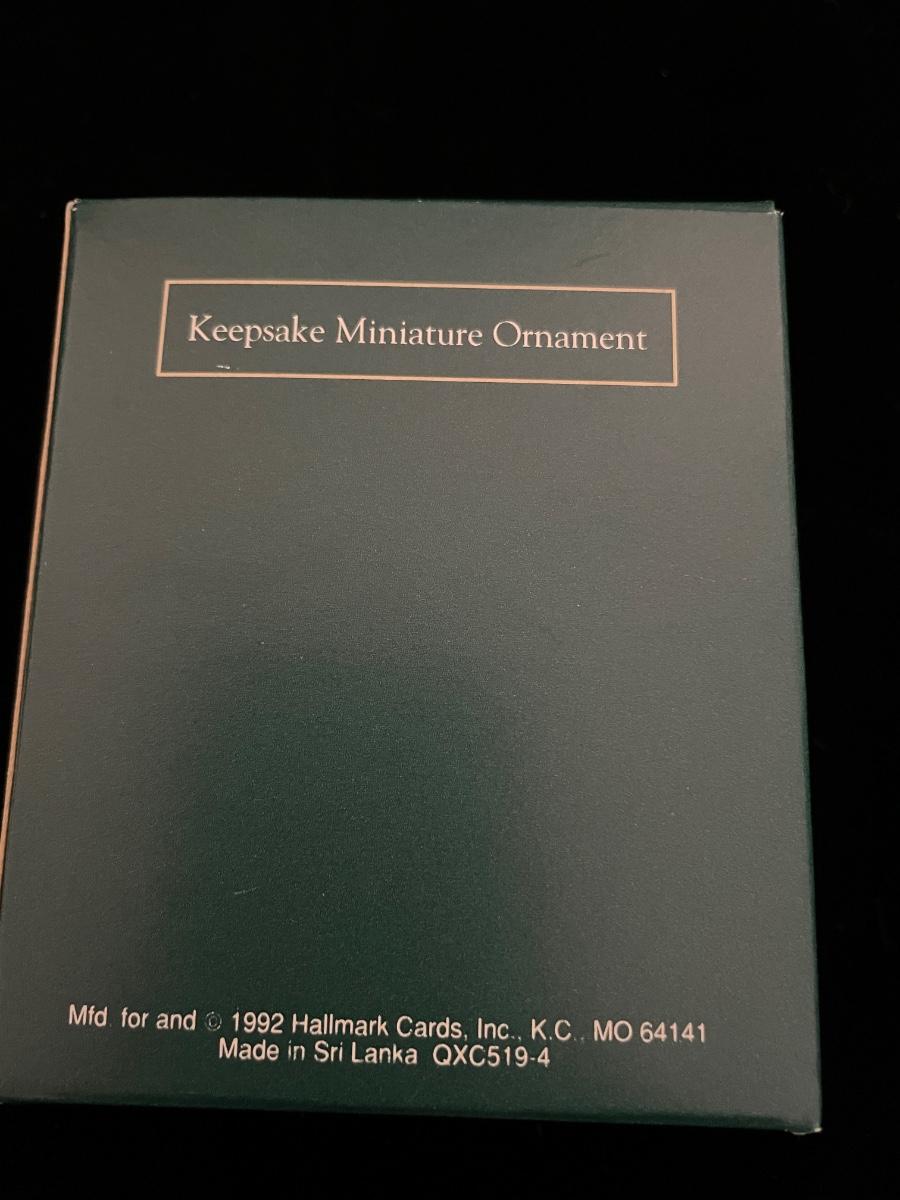 Keepsake Miniature Ornament
Mfd. for and © 1992 Hallmark Cards, Inc., K.C., MO 64141
Made in Sri Lanka QXC519-4